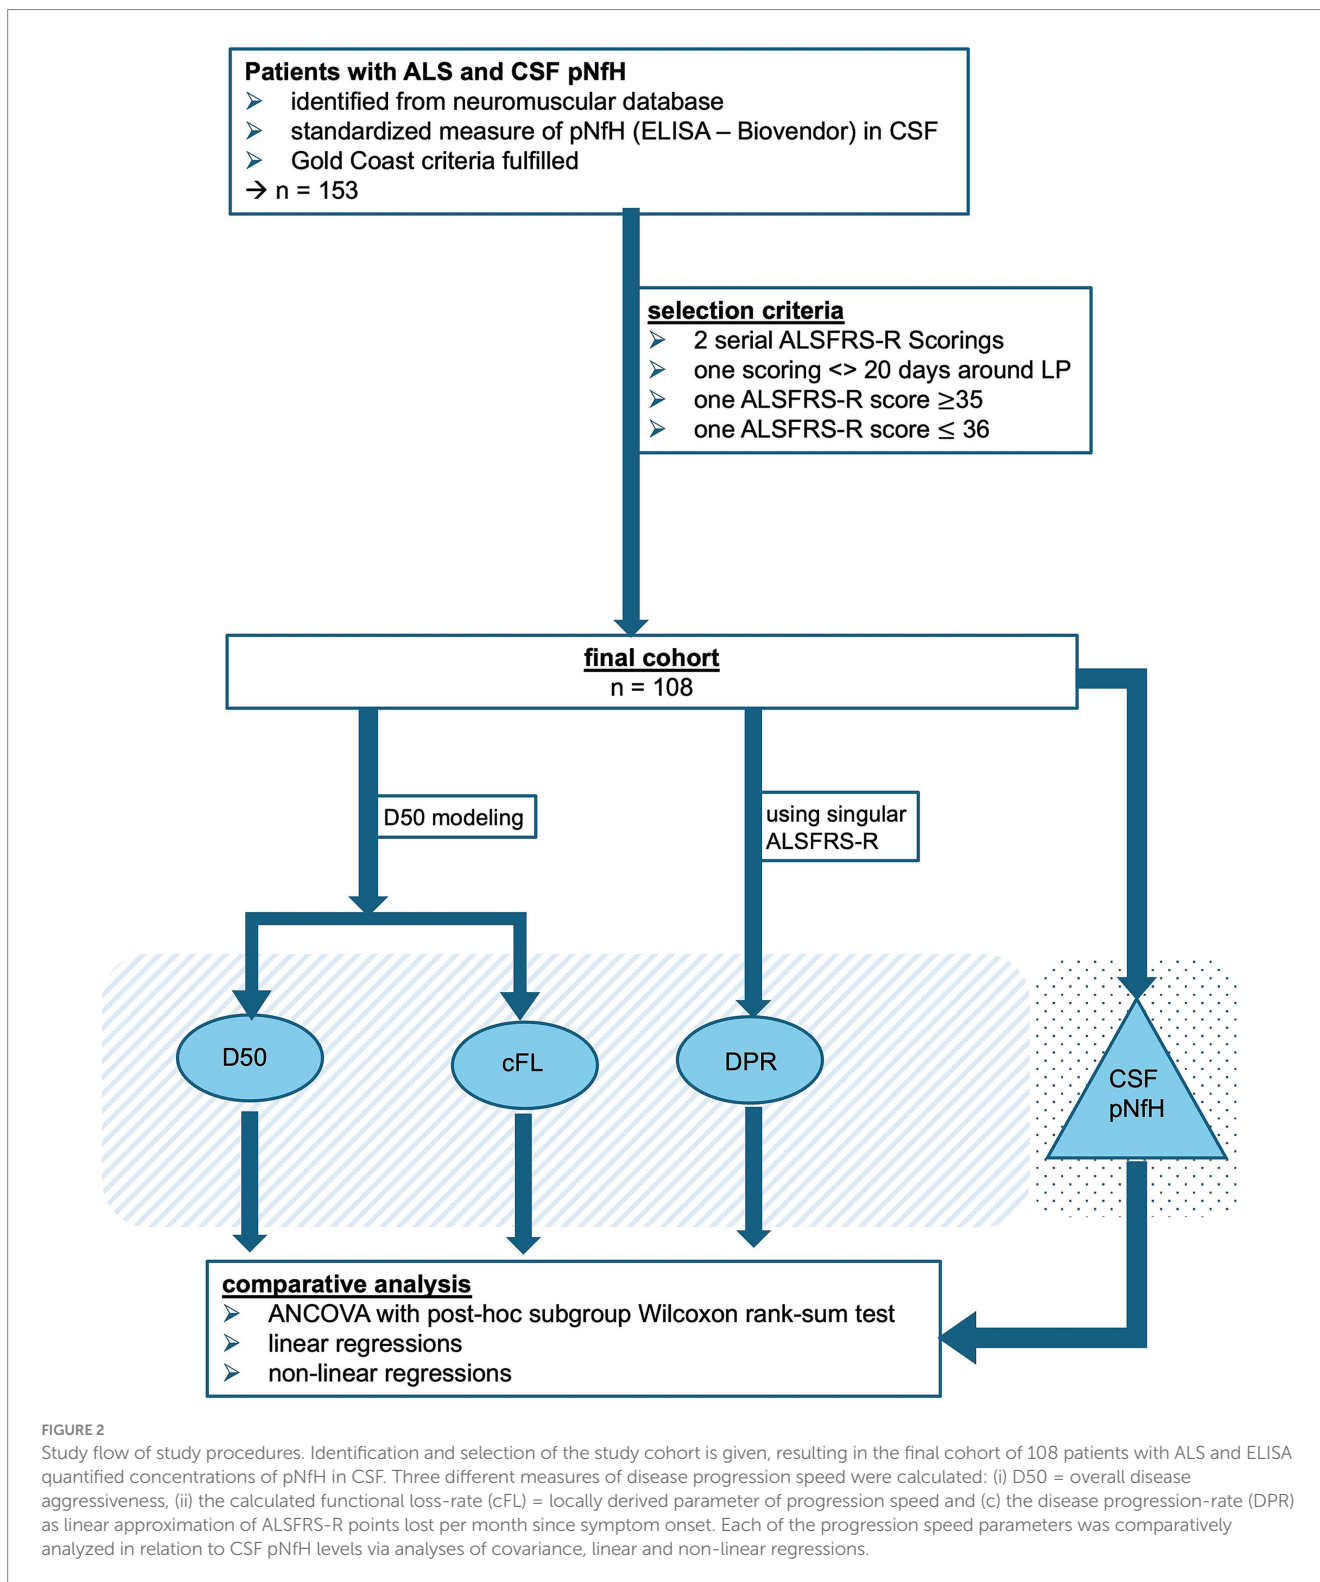 Patients with ALS and CSF pNfH
➢ identified from neuromuscular database
➢ standardized measure of pNfH (ELISA – Biovendor) in CSF
➢ Gold Coast criteria fulfilled
→ n = 153
selection criteria
➢ 2 serial ALSFRS-R Scorings
➢ one scoring <> 20 days around LP
➢ one ALSFRS-R score ≥35
➢ one ALSFRS-R score ≤ 36
final cohort
n = 108
D50 modeling
using singular
ALSFRS-R
D50
cFL
DPR
CSF
pNfH
comparative analysis
➢ ANCOVA with post-hoc subgroup Wilcoxon rank-sum test
➢ linear regressions
➢ non-linear regressions
FIGURE 2
Study flow of study procedures. Identification and selection of the study cohort is given, resulting in the final cohort of 108 patients with ALS and ELISA
quantified concentrations of pNfH in CSF. Three different measures of disease progression speed were calculated: (i) D50 = overall disease
aggressiveness, (ii) the calculated functional loss-rate (cFL) = locally derived parameter of progression speed and (c) the disease progression-rate (DPR)
as linear approximation of ALSFRS-R points lost per month since symptom onset. Each of the progression speed parameters was comparatively
analyzed in relation to CSF pNfH levels via analyses of covariance, linear and non-linear regressions.